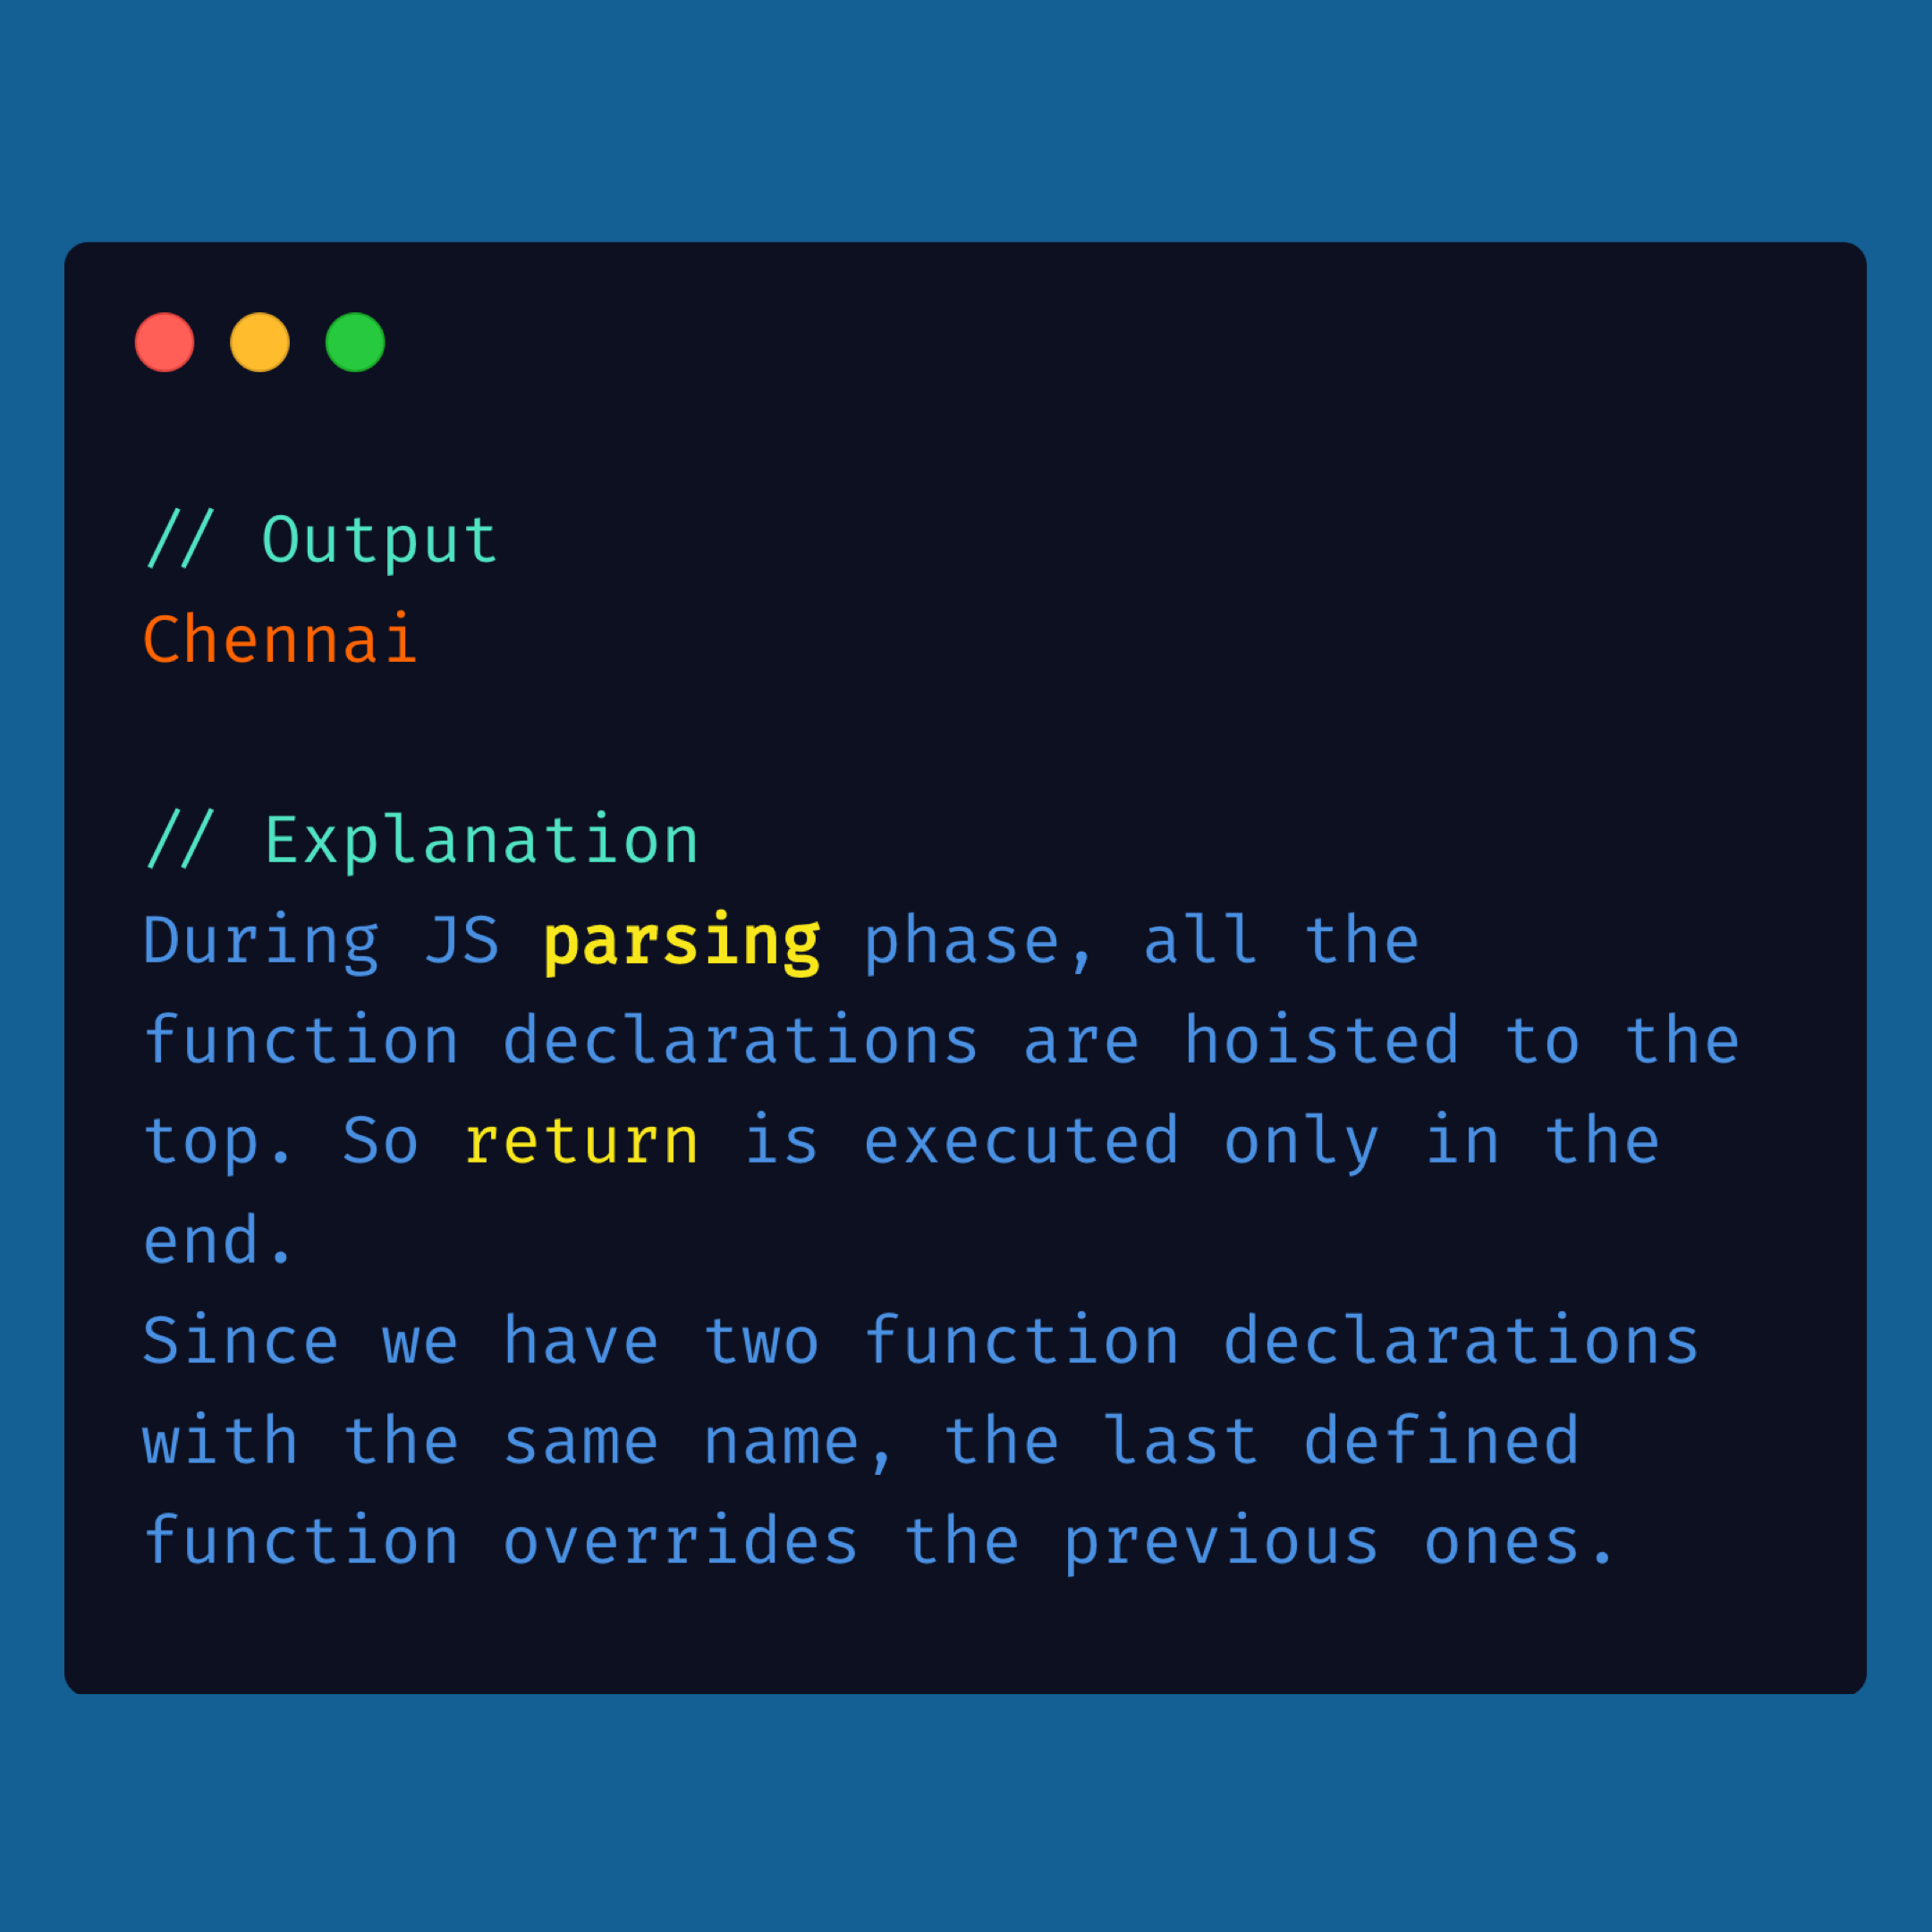 // Output
Chennai
// Explanation
During JS parsing phase, all the
function declarations are hoisted to the
top. So return is executed only in the
end.
Since we have two function declarations
with the same name, the last defined
function overrides the previous ones.